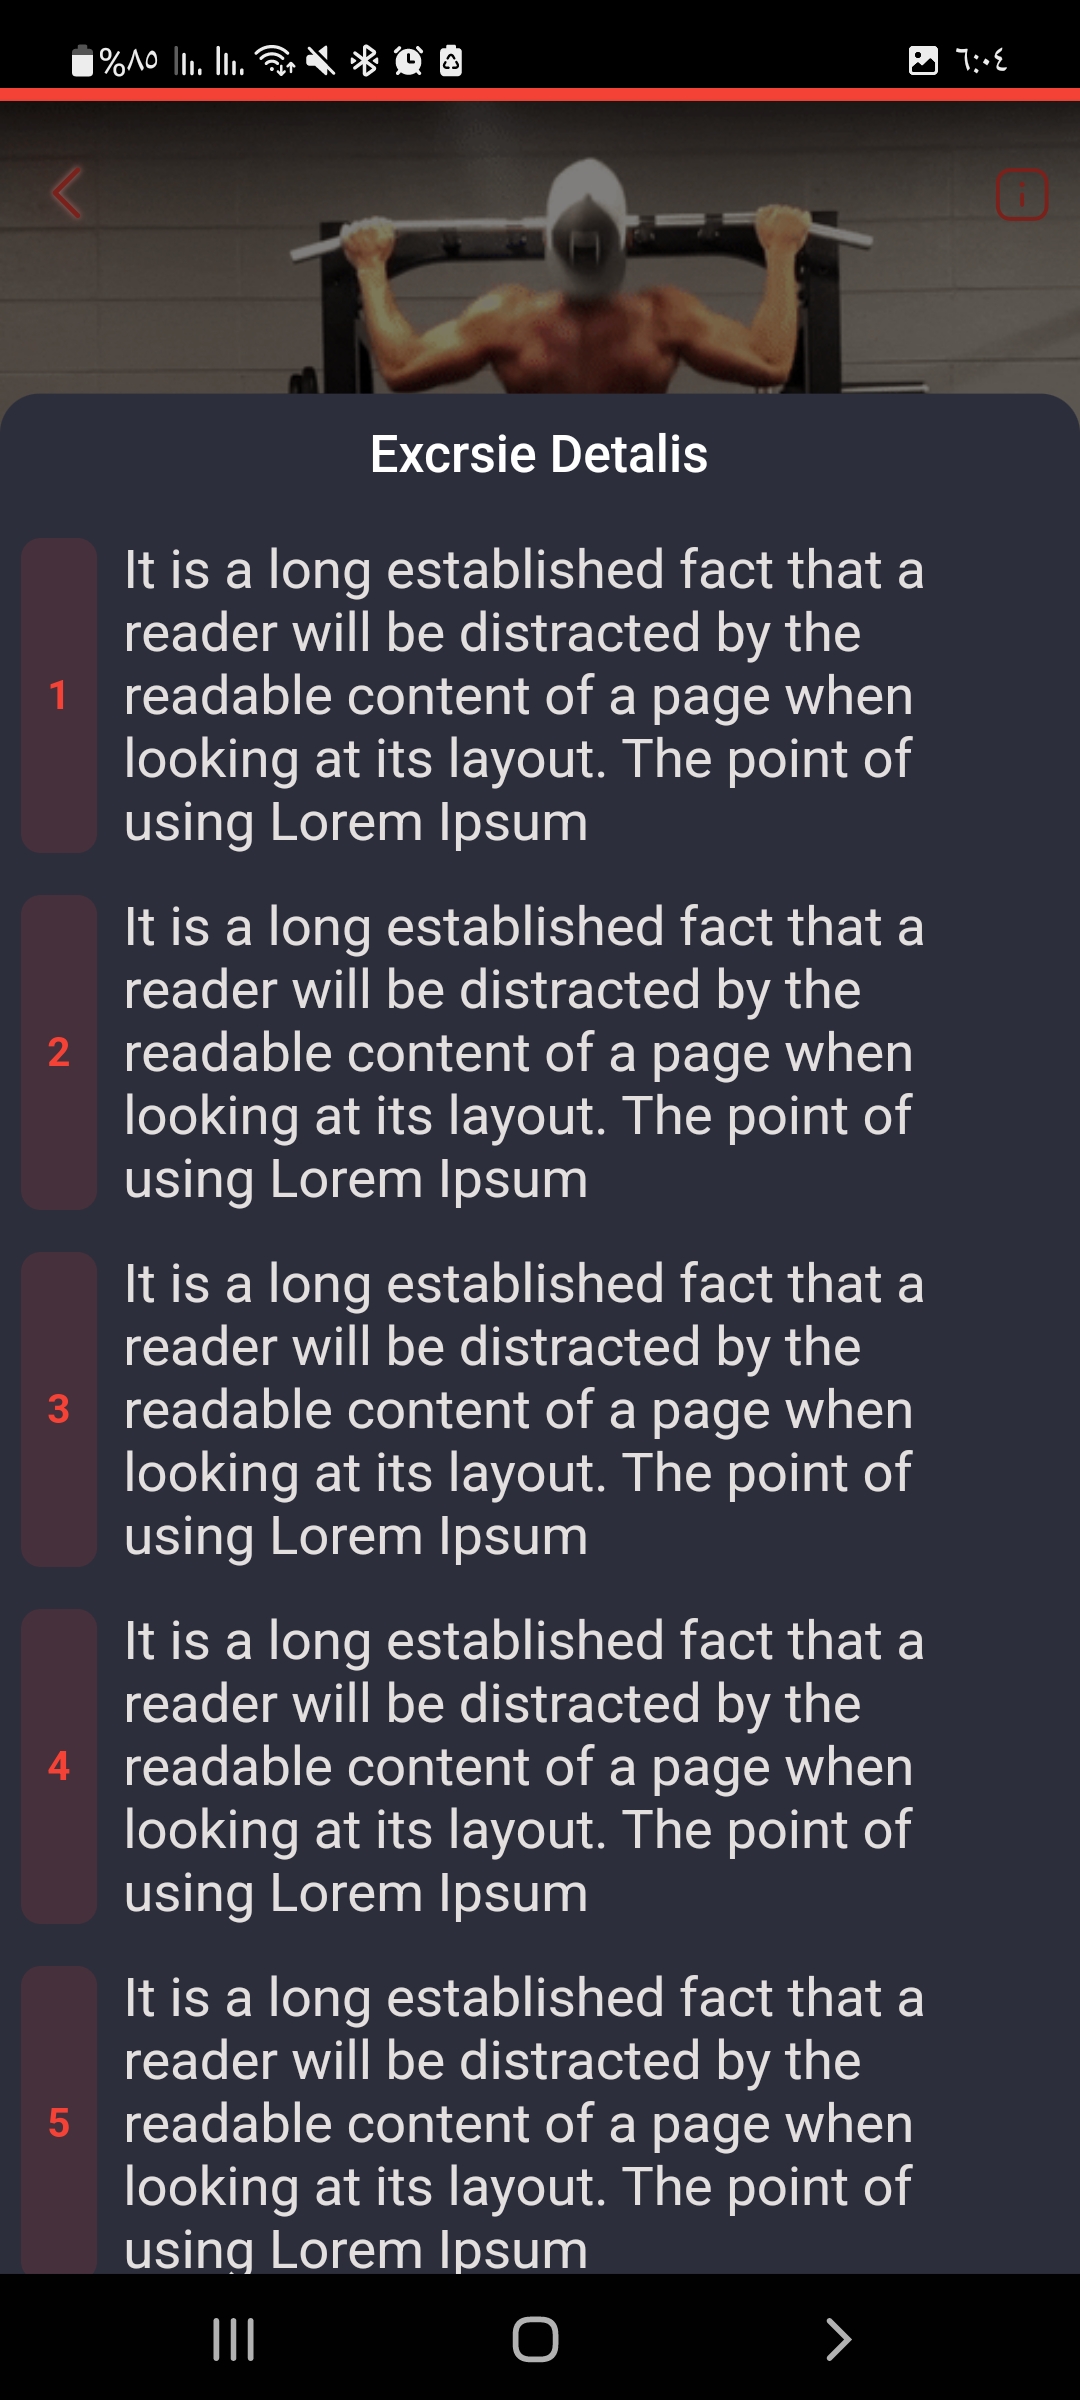 %٨٥
٦:٠٤
Excrsie Detalis
1
It is a long established fact that a
reader will be distracted by the
readable content of a page when
looking at its layout. The point of
using Lorem Ipsum
2
It is a long established fact that a
reader will be distracted by the
readable content of a page when
looking at its layout. The point of
using Lorem Ipsum
3
It is a long established fact that a
reader will be distracted by the
readable content of a page when
looking at its layout. The point of
using Lorem Ipsum
4
It is a long established fact that a
reader will be distracted by the
readable content of a page when
looking at its layout. The point of
using Lorem Ipsum
5
It is a long established fact that a
reader will be distracted by the
readable content of a page when
looking at its layout. The point of
using Lorem Ipsum